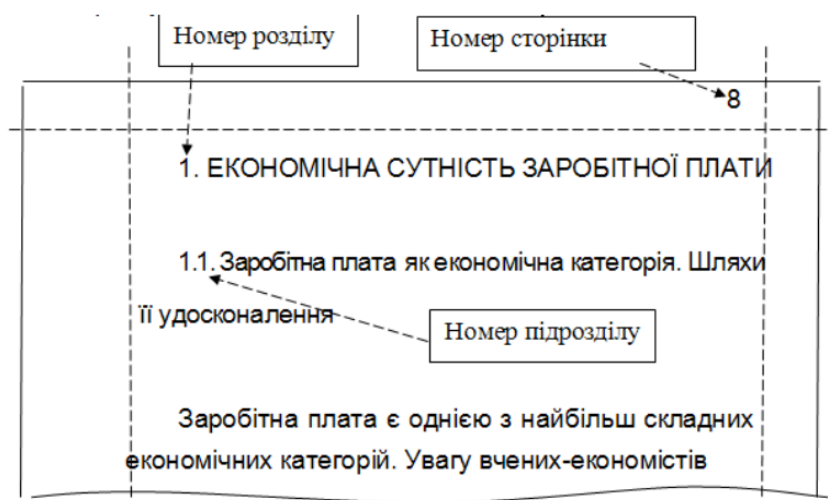 Номер розділу
Номер сторінки
8
1. ЕКОНОМІЧНА СУТНІСТЬ ЗАРОБІТНОЇ ПЛАТИ
1.1. Заробітна плата як економічна категорія. Шляхи
її удосконалення
Номер підрозділу
Заробітна плата є однією з найбільш складних
економічних категорій. Увагу вчених-економістів